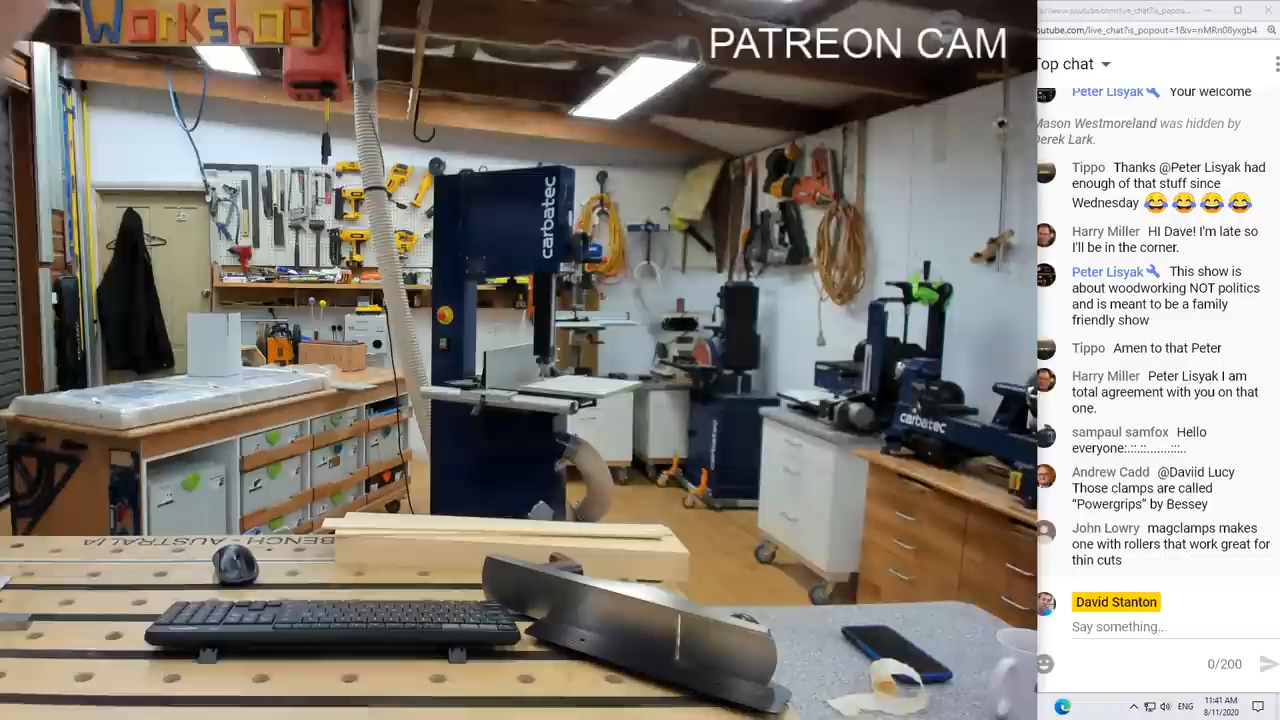 Workshop
PATREON CAM
carbatec
carbatec
carbatec
BENCH - AUSTRALIA
youtube.com/live_chat?is_popout=1&v=nMRn08yxgb4
Top chat
Peter Lisyak Your welcome
Mason Westmoreland was hidden by
Derek Lark.
Tippo Thanks @Peter Lisyak had
enough of that stuff since
Wednesday 😂😂😂😂
Harry Miller HI Dave! I'm late so
I'll be in the corner.
Peter Lisyak This show is
about woodworking NOT politics
and is meant to be a family
friendly show
Tippo Amen to that Peter
Harry Miller Peter Lisyak I am
total agreement with you on that
one.
sampaul samfox Hello
everyone:.::.::.......::::..
Andrew Cadd @Daviid Lucy
Those clamps are called
“Powergrips” by Bessey
John Lowry magclamps makes
one with rollers that work great for
thin cuts
David Stanton
Say something...
0/200
ENG
11:41 AM
8/11/2020